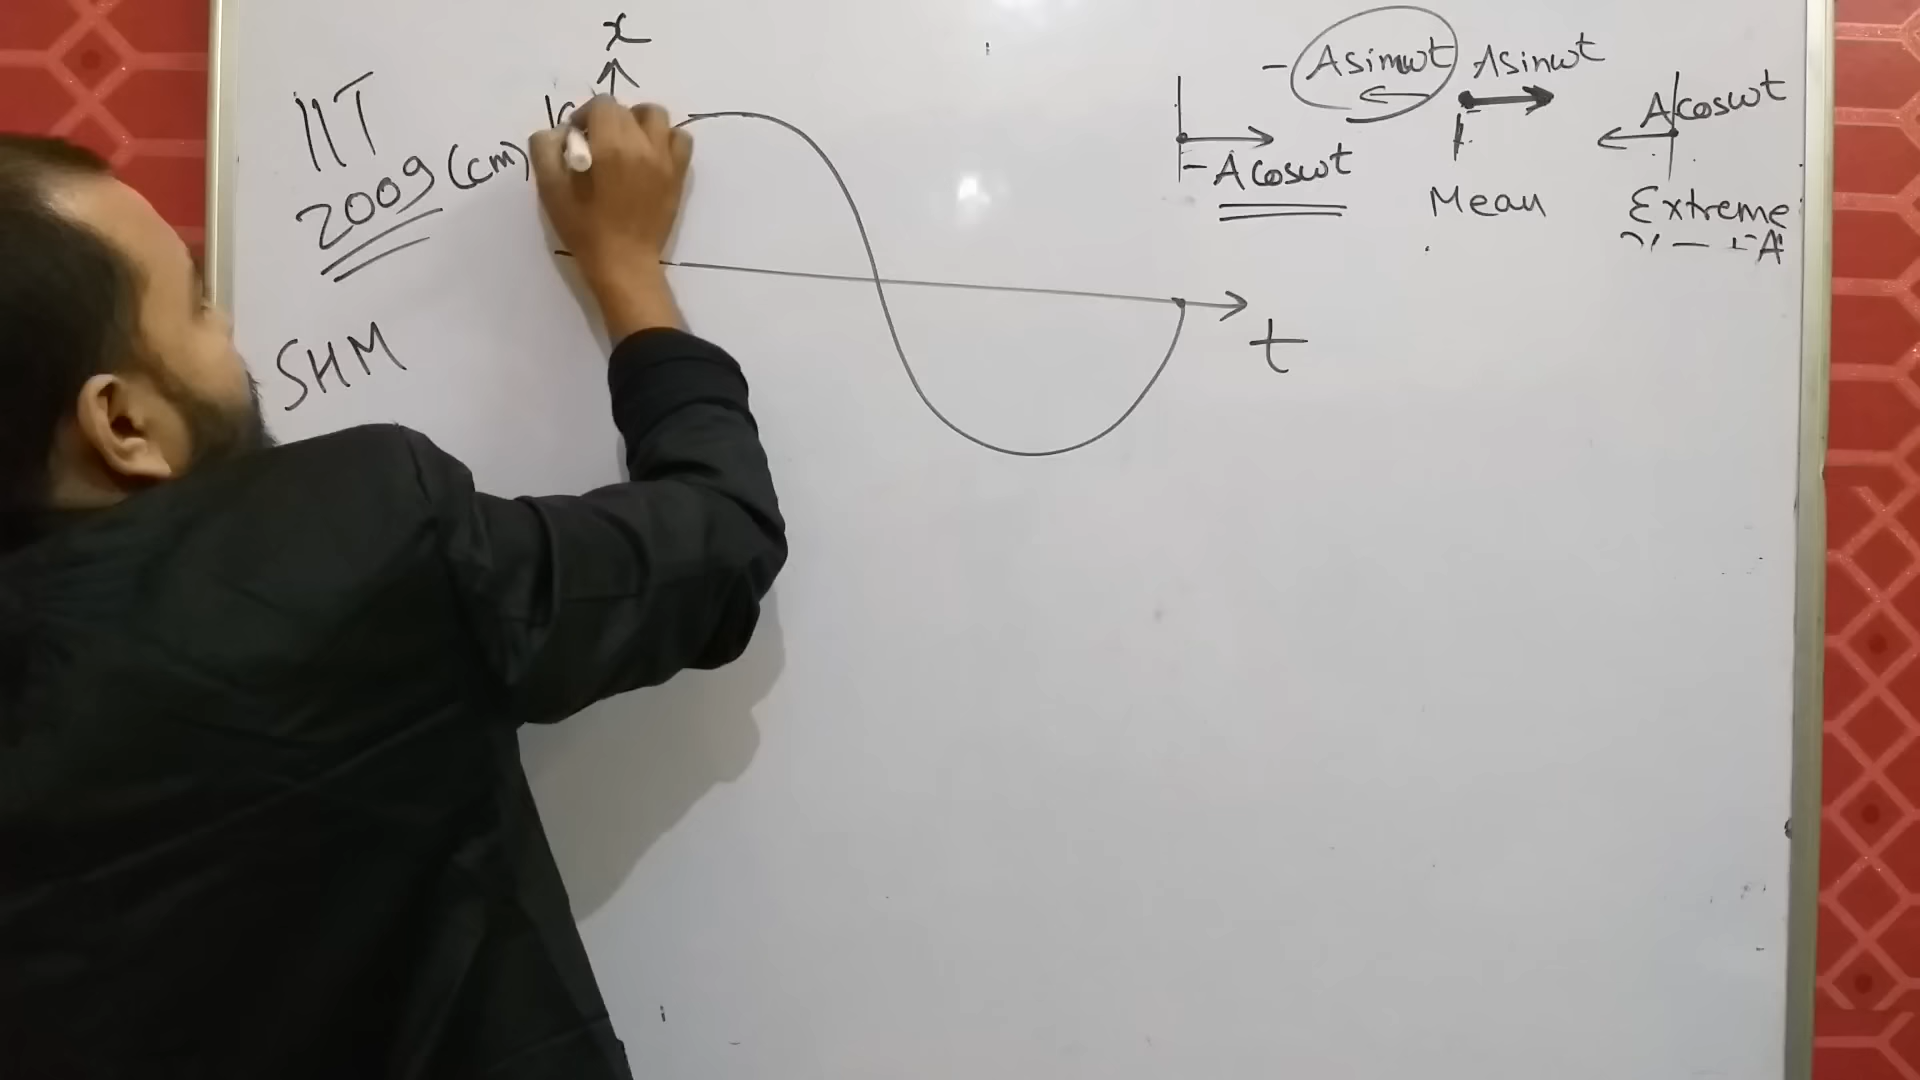 IIT
2009
SHM
x
(cm)
t
- Asinωt
Asinωt
Acosωt
- Acosωt
Mean
Extreme